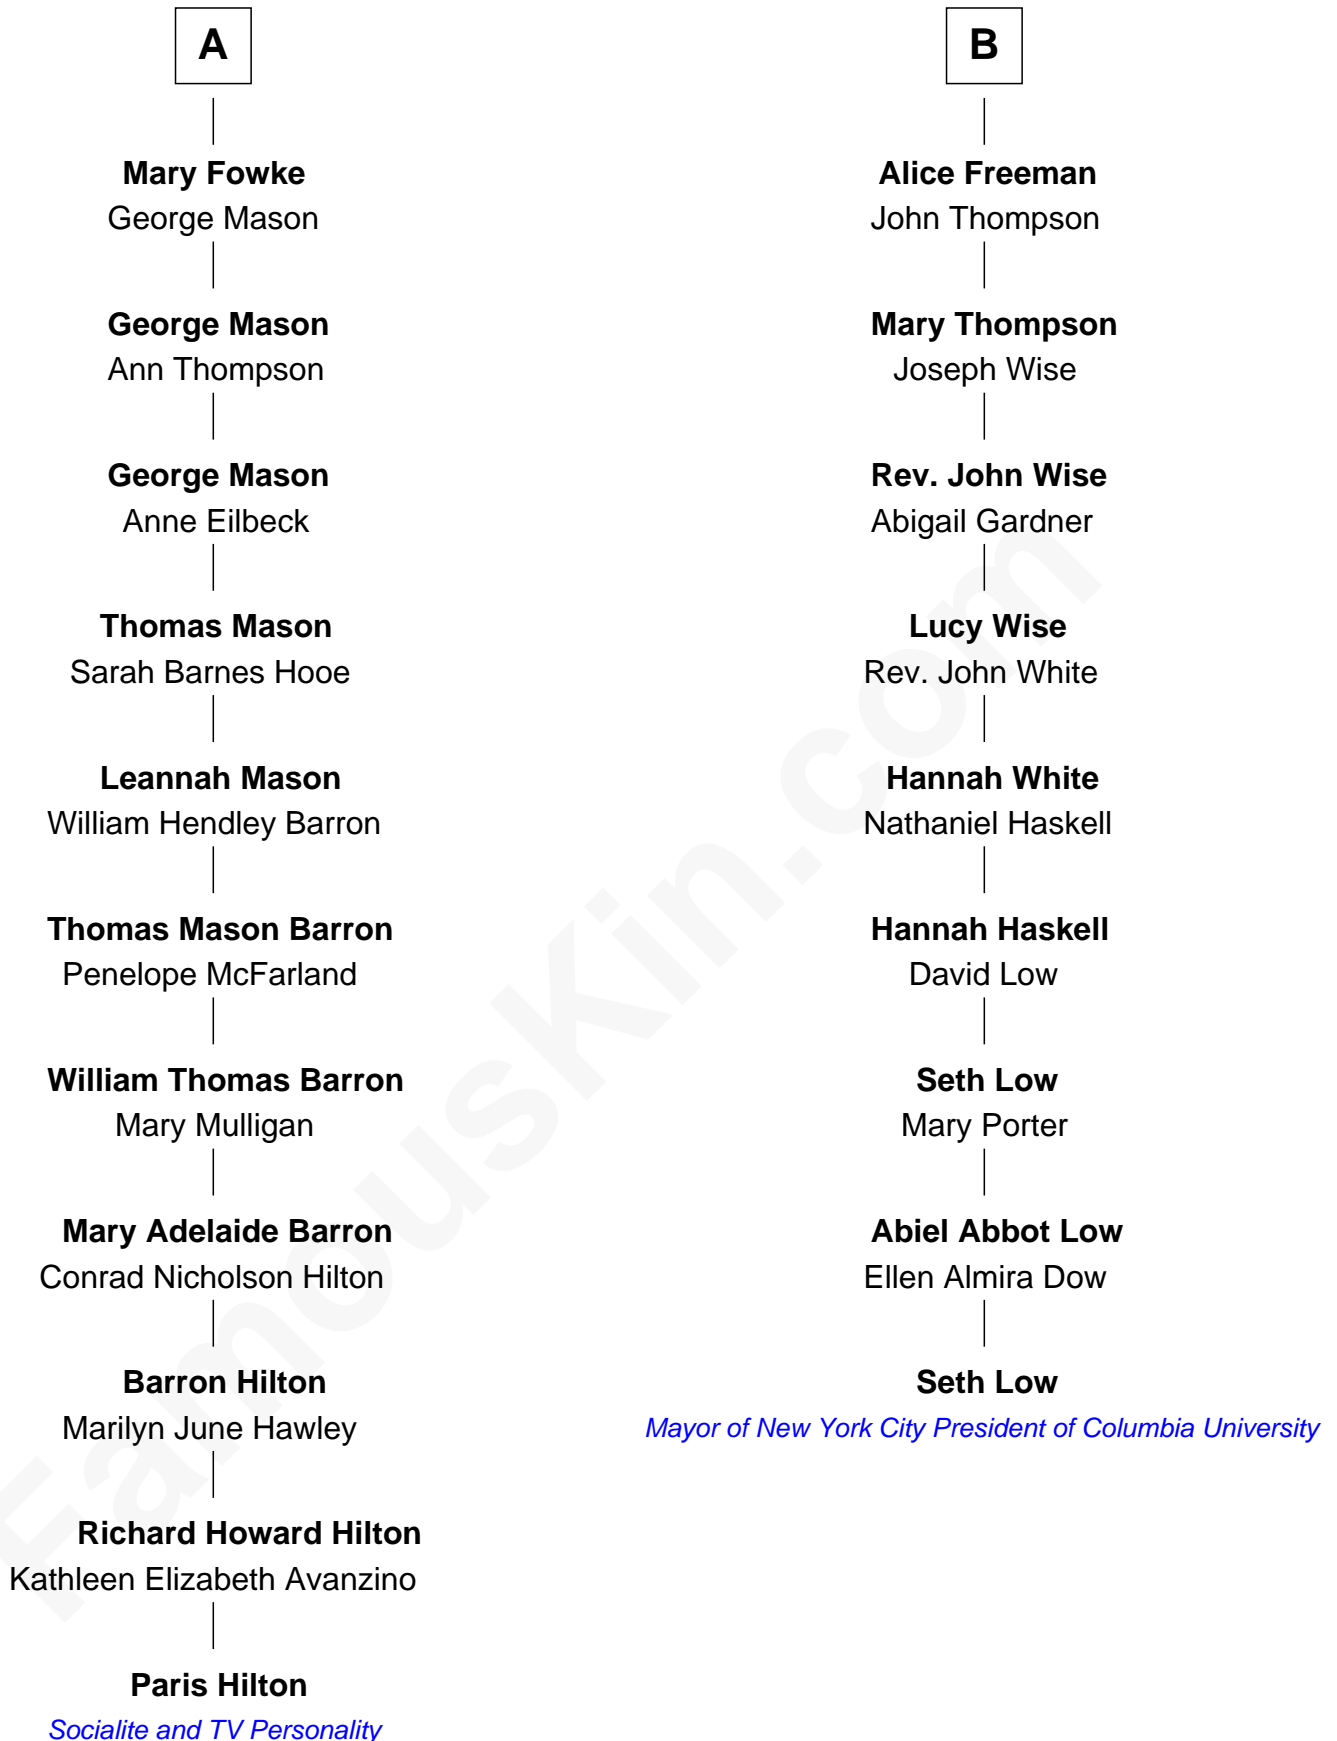 A
Mary Fowke
George Mason
George Mason
Ann Thompson
George Mason
Anne Eilbeck
Thomas Mason
Sarah Barnes Hooe
Leannah Mason
William Hendley Barron
Thomas Mason Barron
Penelope McFarland
William Thomas Barron
Mary Mulligan
Mary Adelaide Barron
Conrad Nicholson Hilton
Barron Hilton
Marilyn June Hawley
Richard Howard Hilton
Kathleen Elizabeth Avanzino
Paris Hilton
Socialite and TV Personality
B
Alice Freeman
John Thompson
Mary Thompson
Joseph Wise
Rev. John Wise
Abigail Gardner
Lucy Wise
Rev. John White
Hannah White
Nathaniel Haskell
Hannah Haskell
David Low
Seth Low
Mary Porter
Abiel Abbot Low
Ellen Almira Dow
Seth Low
Mayor of New York City President of Columbia University
FamousKin.com